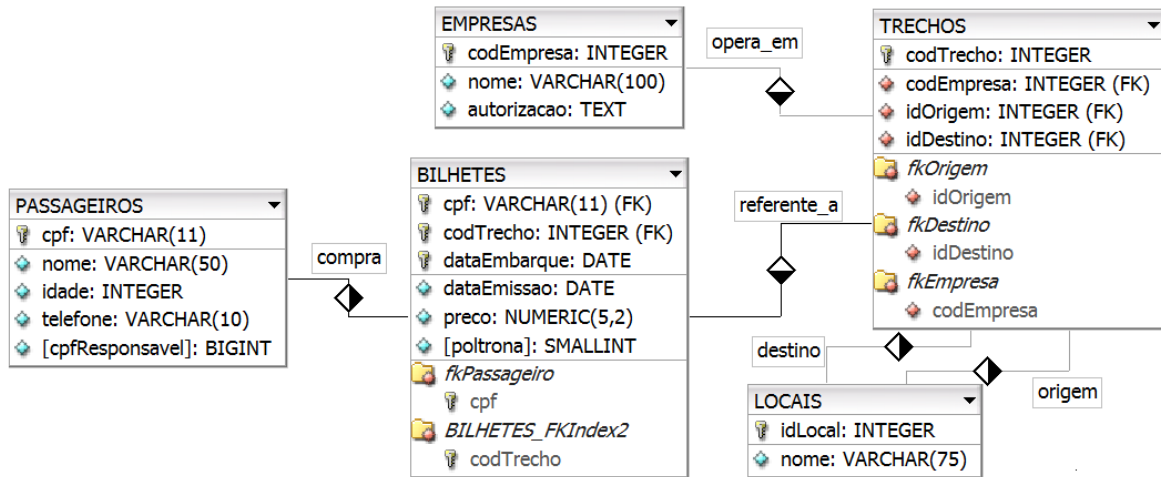 EMPRESAS
codEmpresa: INTEGER
nome: VARCHAR(100)
autorizacao: TEXT
opera_em
TRECHOS
codTrecho: INTEGER
codEmpresa: INTEGER (FK)
idOrigem: INTEGER (FK)
idDestino: INTEGER (FK)
fkOrigem
idOrigem
fkDestino
idDestino
fkEmpresa
codEmpresa
PASSAGEIROS
cpf: VARCHAR(11)
nome: VARCHAR(50)
idade: INTEGER
telefone: VARCHAR(10)
[cpfResponsavel]: BIGINT
compra
BILHETES
cpf: VARCHAR(11) (FK)
codTrecho: INTEGER (FK)
dataEmbarque: DATE
dataEmissao: DATE
preco: NUMERIC(5,2)
[poltrona]: SMALLINT
fkPassageiro
cpf
BILHETES_FKIndex2
codTrecho
referente_a
destino
origem
LOCAIS
idLocal: INTEGER
nome: VARCHAR(75)